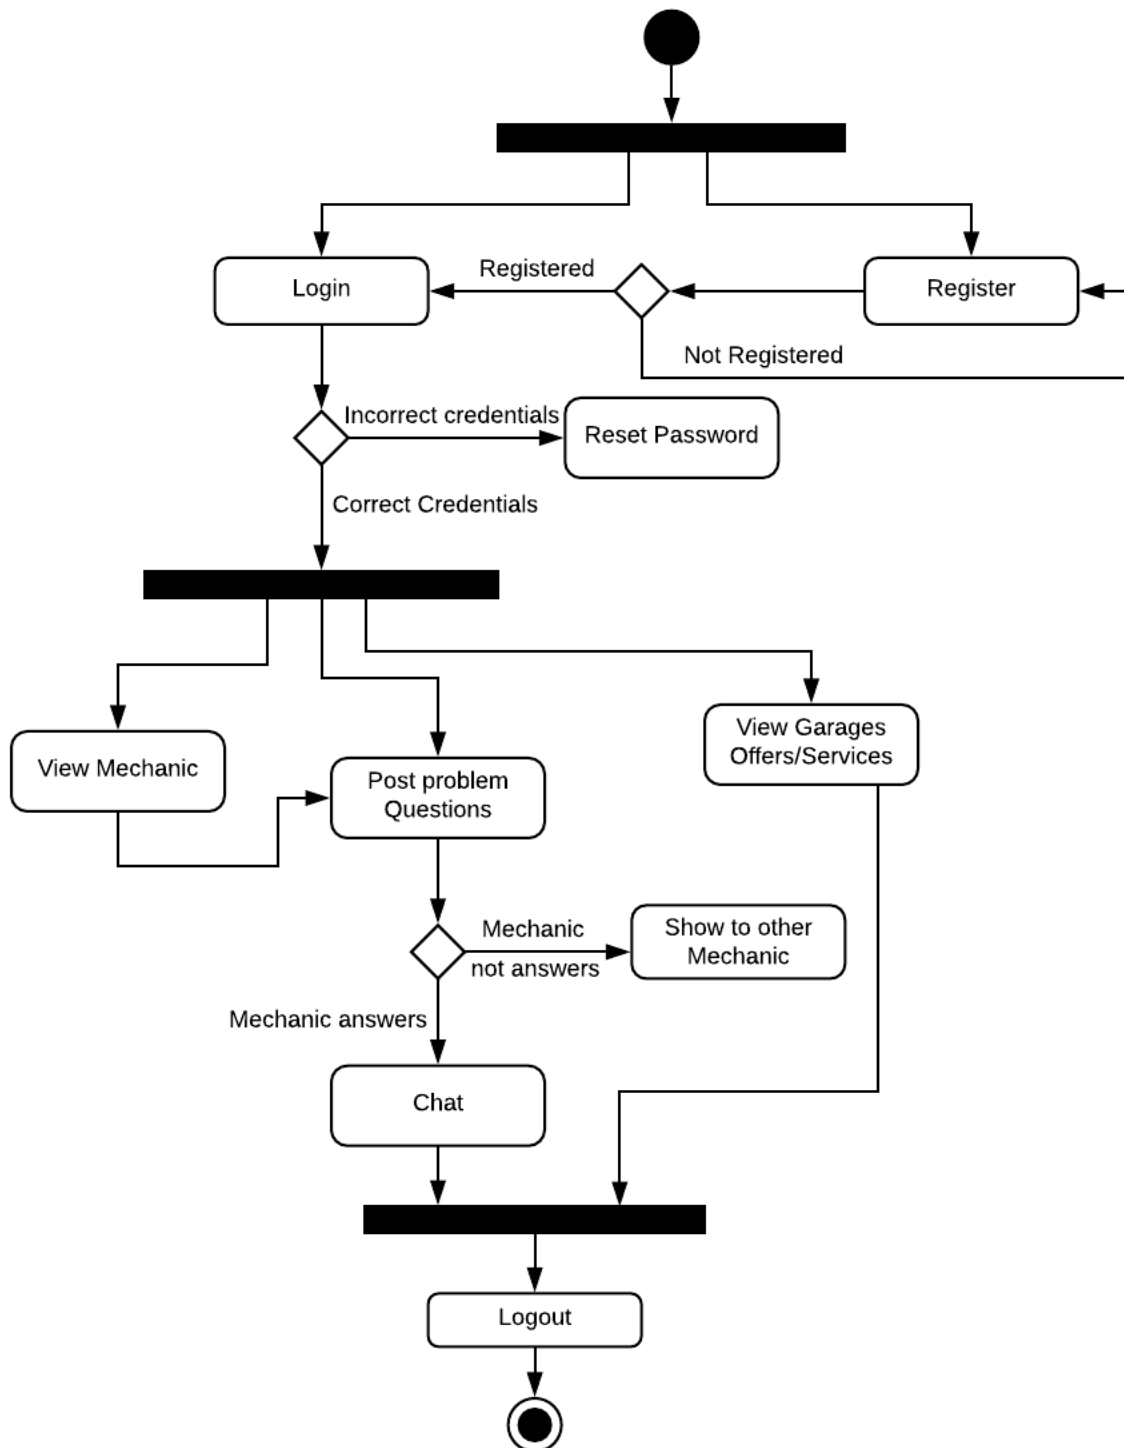 Registered
Login
Register
Not Registered
Incorrect credentials
Reset Password
Correct Credentials
View Garages
Offers/Services
View Mechanic
Post problem
Questions
Mechanic
not answers
Show to other
Mechanic
Mechanic answers
Chat
Logout